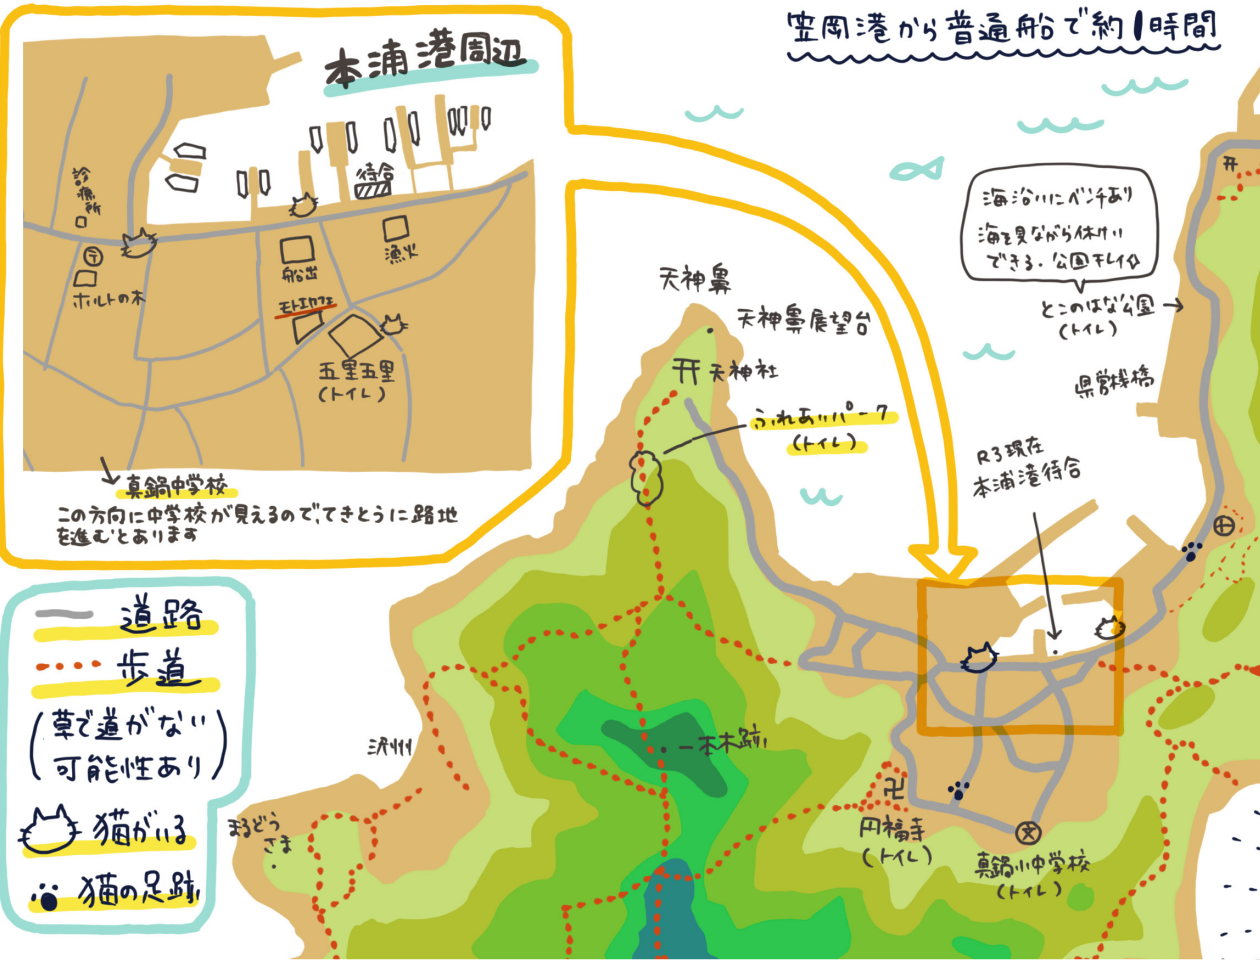 笠岡港から普通船で約1時間
本浦港周辺
診療所
待合
漁火
船出
〒
ホルトの木
モトエカフェ
五里五里
(トイレ)
真鍋中学校
この方向に中学校が見えるので、てきとうに路地
を進むとあります
道路
歩道
(草で道がない
可能性あり)
猫がいる
猫の足跡
天神鼻
天神鼻展望台
天神社
ふれあいパーク
(トイレ)
海沿いにベンチあり
海を見ながら休けい
できる。公園キレイ
とこのはな公園→
(トイレ)
県営桟橋
R3現在
本浦港待合
沢州
一本木跡
まるどう
さま
卍
円福寺
(トイレ)
文
真鍋小中学校
(トイレ)